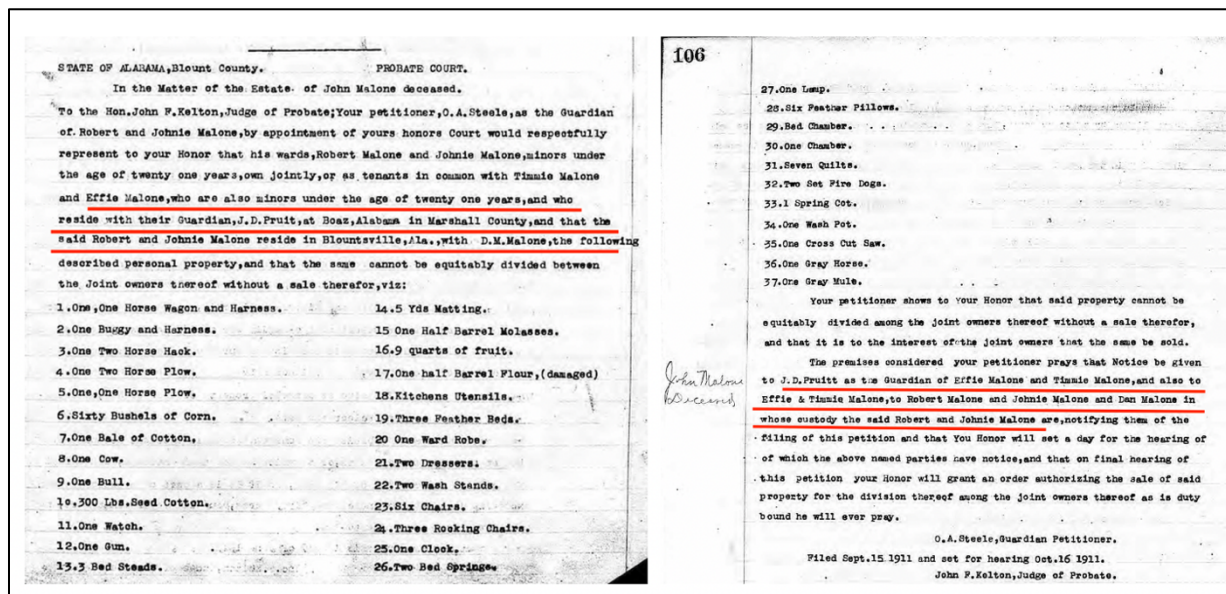 STATE OF ALABAMA,Blount County. PROBATE COURT.
In the Matter of the Estate of John Malone deceased.
To the Hon.John F.Kelton,Judge of Probate;Your petitioner,O.A.Steele,as the Guardian
of Robert and Johnie Malone,by appointment of yours honors Court would respectfully
represent to your Honor that his wards,Robert Malone and Johnie Malone,minors under
the age of twenty one years,own jointly,or as tenants in common with Timmie Malone
and Effie Malone,who are also minors under the age of twenty one years,and who
reside with their Guardian,J.D.Pruit,at Boaz,Alabama in Marshall County,and that the
said Robert and Johnie Malone reside in Blountsville,Ala.,with D.M.Malone,the following
described personal property,and that the same cannot be equitably divided between
the Joint owners thereof without a sale therefor,viz:
1.One,One Horse Wagon and Harness.
2.One Buggy and Harness.
3.One Two Horse Hack.
4.One Two Horse Plow.
5.One,One Horse Plow.
6.Sixty Bushels of Corn.
7.One Bale of Cotton.
8.One Cow.
9.One Bull.
10.300 Lbs.Seed Cotton.
11.One Watch.
12.One Gun.
13.3 Bed Steads.
14.5 Yds Matting.
15 One Half Barrel Molasses.
16.9 quarts of fruit.
17.One half Barrel Flour,(damaged)
18.Kitchens Utensils.
19.Three Feather Beds.
20 One Ward Robe.
21.Two Dressers.
22.Two Wash Stands.
23.Six Chairs.
24.Three Rocking Chairs.
25.One Clock.
26.Two Bed Springs.
106
27.One Lamp.
28.Six Feather Pillows.
29.Bed Chamber.
30.One Chamber.
31.Seven Quilts.
32.Two Set Fire Dogs.
33.1 Spring Cot.
34.One Wash Pot.
35.One Cross Cut Saw.
36.One Gray Horse.
37.One Gray Mule.
Your petitioner shows to your Honor that said property cannot be
equitably divided among the joint owners thereof without a sale therefor,
and that it is to the interest of the joint owners that the same be sold.
The premises considered your petitioner prays that Notice be given
to J.D.Pruitt as the Guardian of Effie Malone and Timmie Malone,and also to
Effie & Timmie Malone,to Robert Malone and Johnie Malone and Dan Malone in
whose custody the said Robert and Johnie Malone are,notifying them of the
filing of this petition and that You Honor will set a day for the hearing of
of which the above named parties have notice,and that on final hearing of
this petition your Honor will grant an order authorizing the sale of said
property for the division thereof among the joint owners thereof as is duty
bound he will ever pray.
John Malone
Deceased
O.A.Steele,Guardian Petitioner.
Filed Sept.15 1911 and set for hearing Oct.16 1911.
John F.Kelton,Judge of Probate.